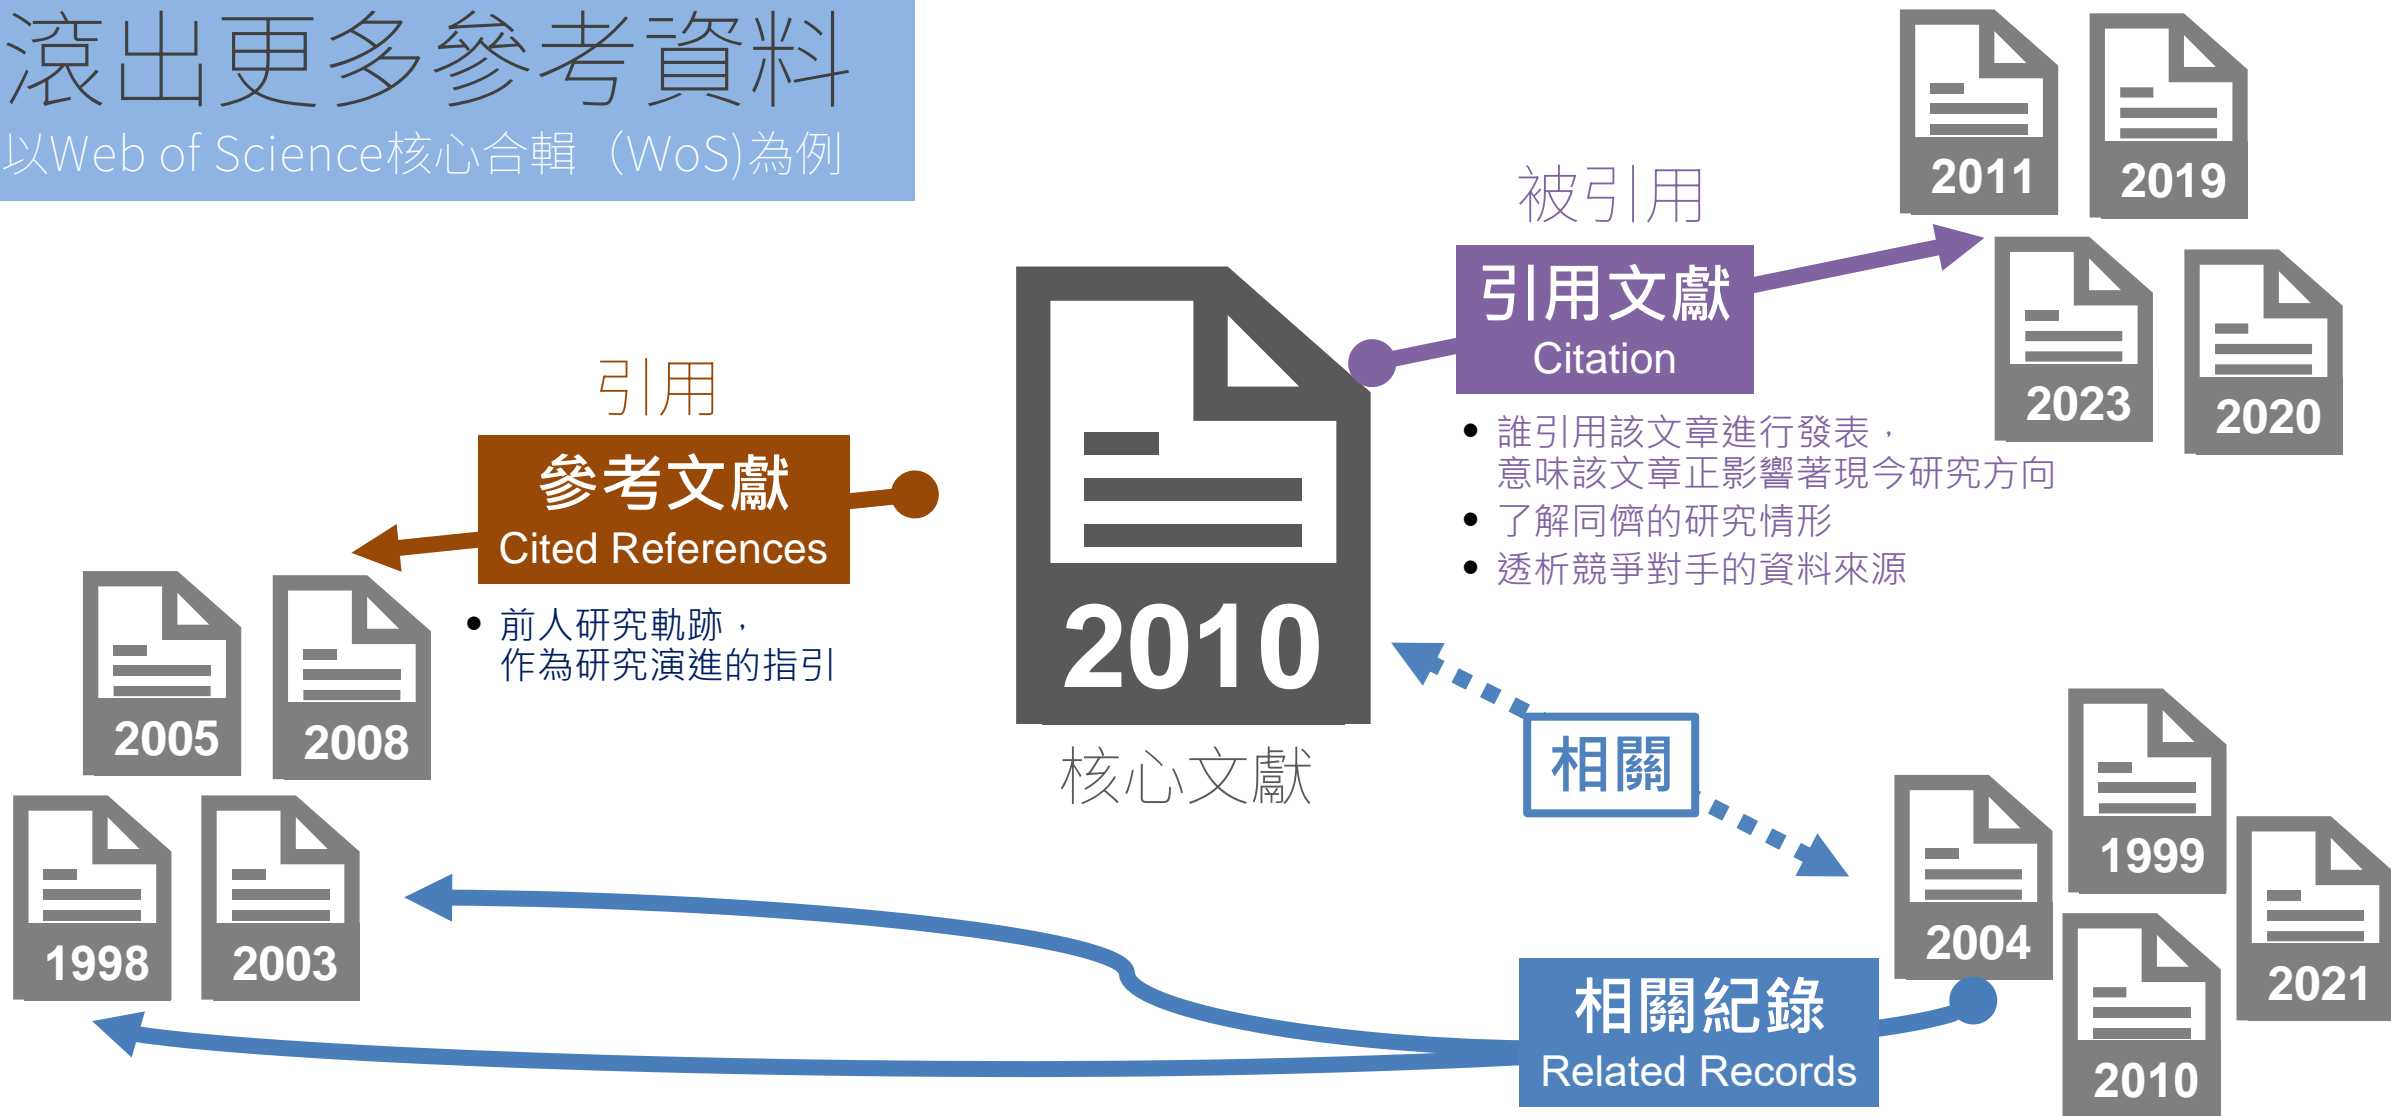 滾出更多參考資料
以Web of Science核心合輯（WoS)為例
2011
2019
2023
2020
被引用
引用文獻
Citation
誰引用該文章進行發表，
意味該文章正影響著現今研究方向
了解同儕的研究情形
透析競爭對手的資料來源
引用
參考文獻
Cited References
前人研究軌跡，
作為研究演進的指引
2010
核心文獻
2005
2008
1998
2003
相關
1999
2004
2021
2010
相關紀錄
Related Records